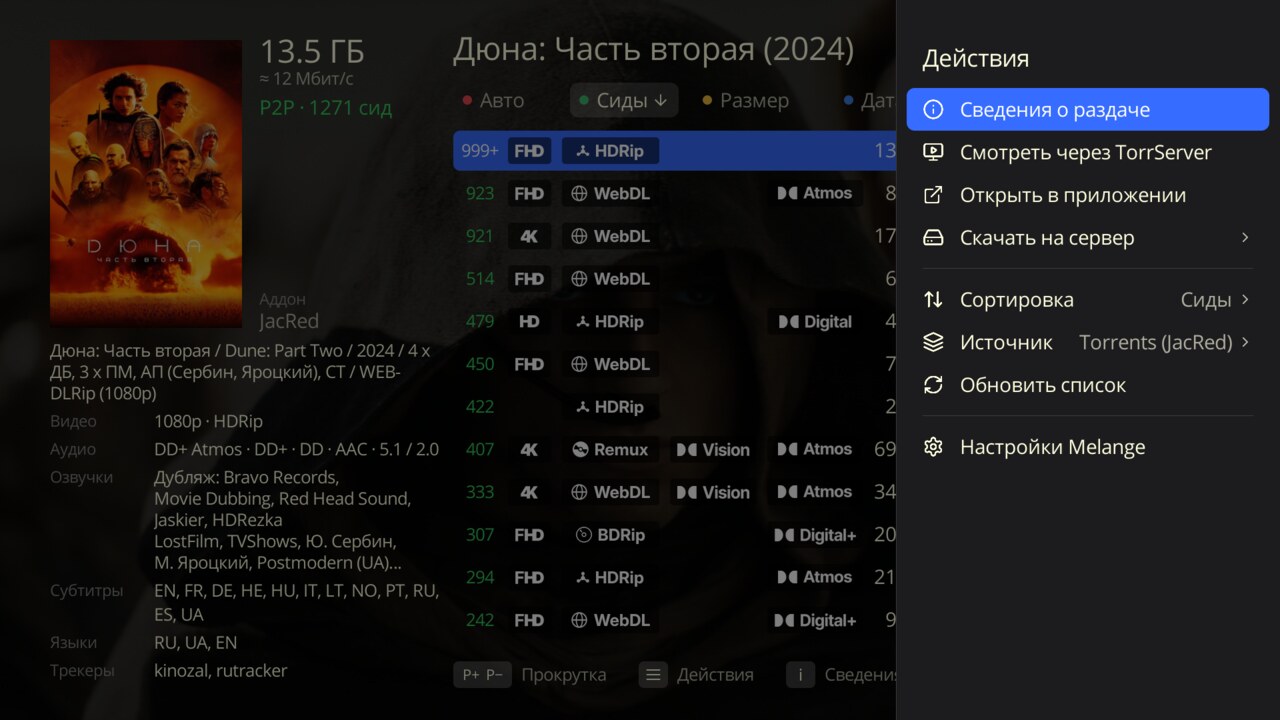 13.5 ГБ
≈ 12 Мбит/с
P2P · 1271 сид
ДЮНА
ЧАСТЬ ВТОРАЯ
Аддон
JacRed
Дюна: Часть вторая / Dune: Part Two / 2024 / 4 x
ДБ, 3 x ПМ, АП (Сербин, Яроцкий), СТ / WEB-
DLRip (1080p)
Видео 1080p · HDRip
Аудио DD+ Atmos · DD+ · DD · AAC · 5.1 / 2.0
Озвучки Дубляж: Bravo Records,
Movie Dubbing, Red Head Sound,
Jaskier, HDRezka
LostFilm, TVShows, Ю. Сербин,
М. Яроцкий, Postmodern (UA)...
Субтитры EN, FR, DE, HE, HU, IT, LT, NO, PT, RU,
ES, UA
Языки RU, UA, EN
Трекеры kinozal, rutracker
Дюна: Часть вторая (2024)
Авто Сиды ↓ Размер Дат
999+ FHD HDRip 13
923 FHD WebDL Atmos 8
921 4K WebDL 17
514 FHD WebDL 6
479 HD HDRip Digital 4
450 FHD WebDL 7
422 HDRip 2
407 4K Remux Vision Atmos 69
333 4K WebDL Vision Atmos 34
307 FHD BDRip Digital+ 20
294 FHD HDRip Atmos 21
242 FHD WebDL Digital+ 9
P+ P− Прокрутка Действия i Сведения
Действия
Сведения о раздаче
Смотреть через TorrServer
Открыть в приложении
Скачать на сервер
Сортировка Сиды
Источник Torrents (JacRed)
Обновить список
Настройки Melange